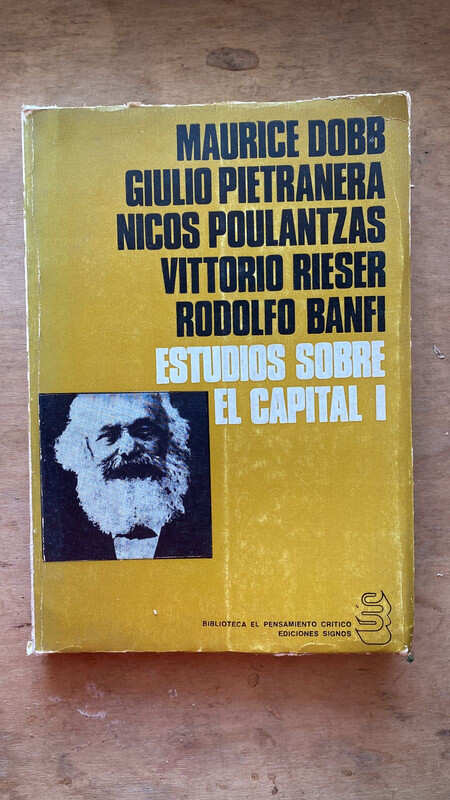 MAURICE DOBB
GIULIO PIETRANERA
NICOS POULANTZAS
VITTORIO RIESER
RODOLFO BANFI
ESTUDIOS SOBRE
EL CAPITAL I
BIBLIOTECA EL PENSAMIENTO CRITICO
EDICIONES SIGNOS